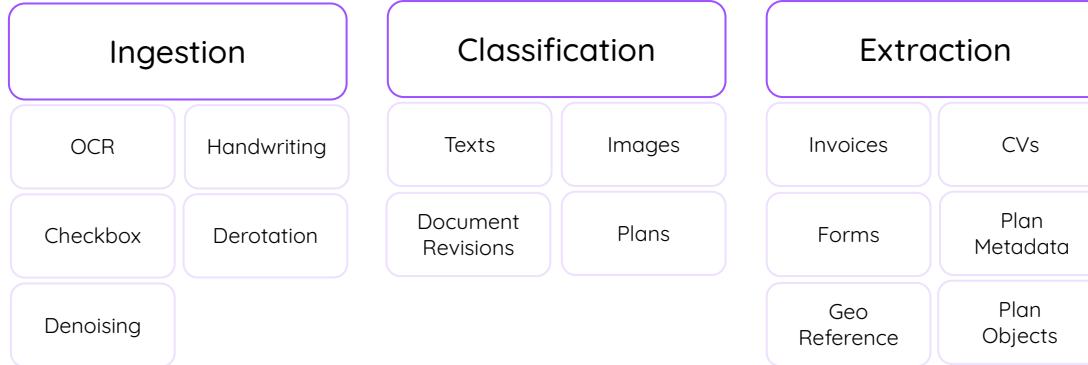 Ingestion
OCR
Handwriting
Checkbox
Derotation
Denoising
Classification
Texts
Images
Document
Revisions
Plans
Extraction
Invoices
CVs
Forms
Plan
Metadata
Geo
Reference
Plan
Objects